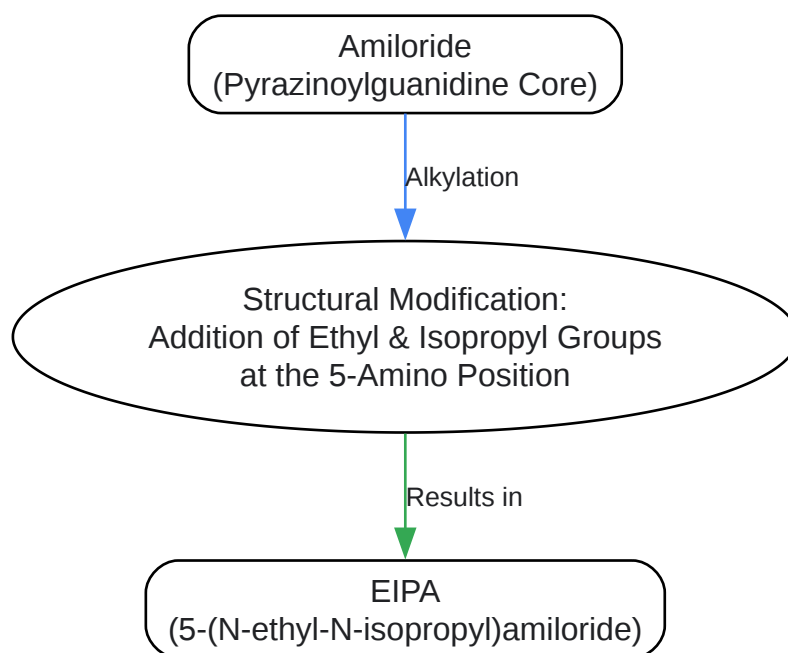 Amiloride
(Pyrazinoylguanidine Core)
Alkylation
Structural Modification:
Addition of Ethyl & Isopropyl Groups
at the 5-Amino Position
Results in
EIPA
(5-(N-ethyl-N-isopropyl)amiloride)